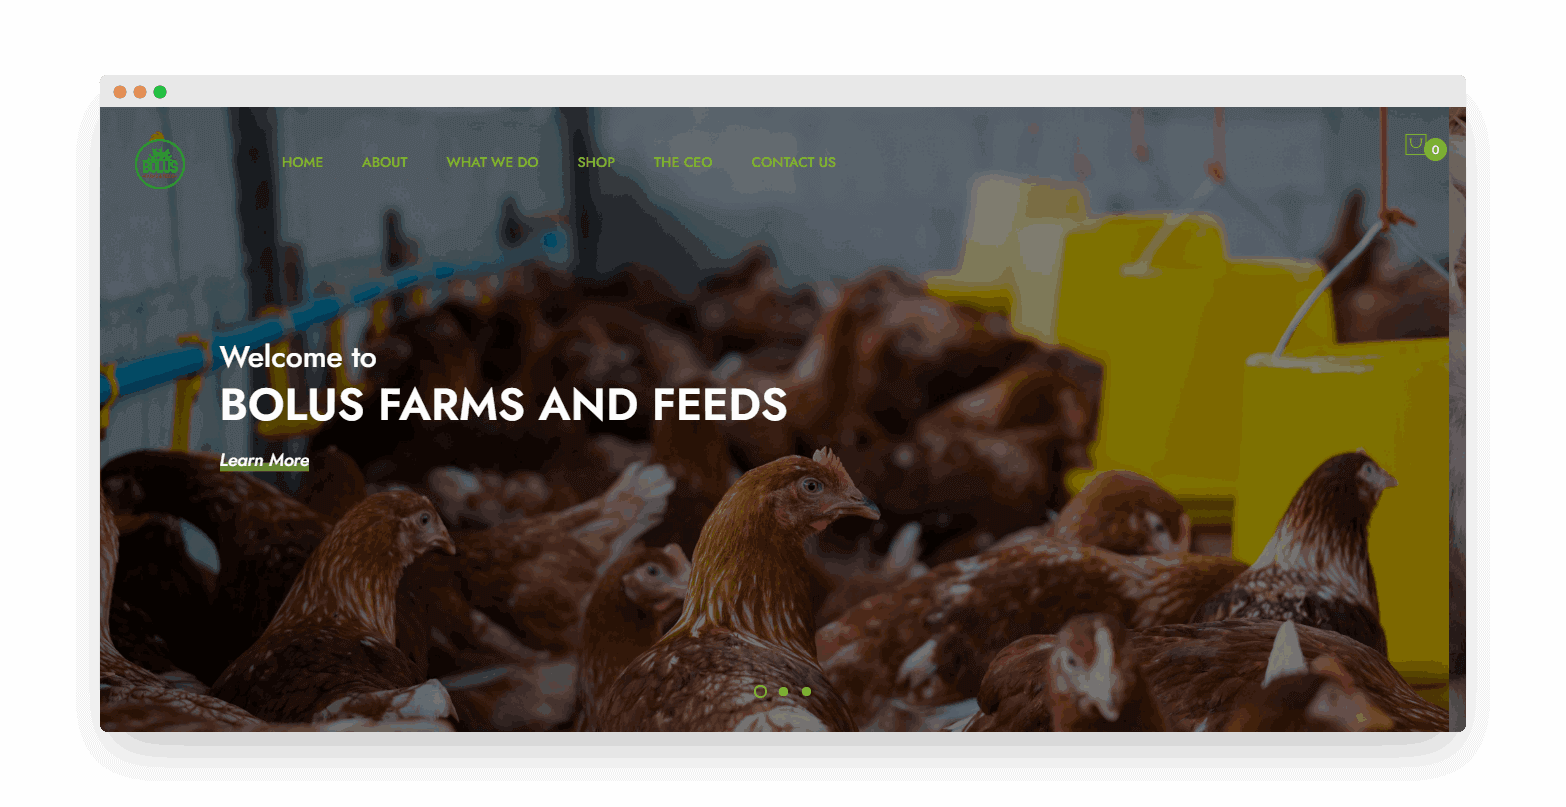 BOLUS
HOME ABOUT WHAT WE DO SHOP THE CEO CONTACT US
0
Welcome to
BOLUS FARMS AND FEEDS
Learn More